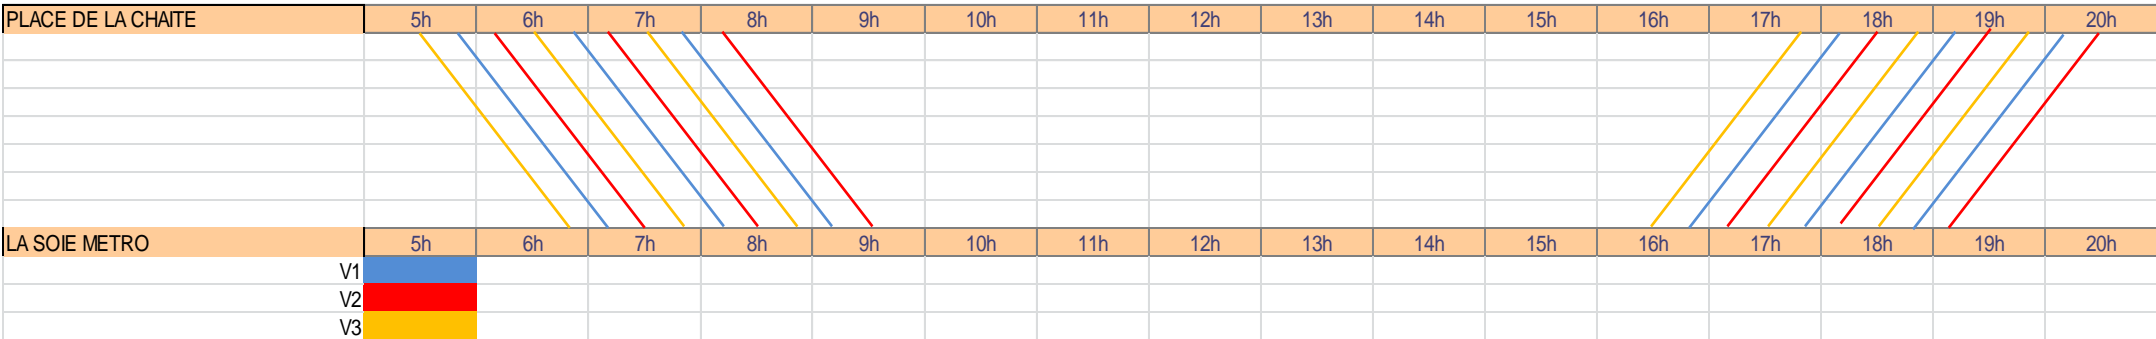 PLACE DE LA CHAITE 5h 6h 7h 8h 9h 10h 11h 12h 13h 14h 15h 16h 17h 18h 19h 20h
LA SOIE METRO 5h 6h 7h 8h 9h 10h 11h 12h 13h 14h 15h 16h 17h 18h 19h 20h
V1
V2
V3